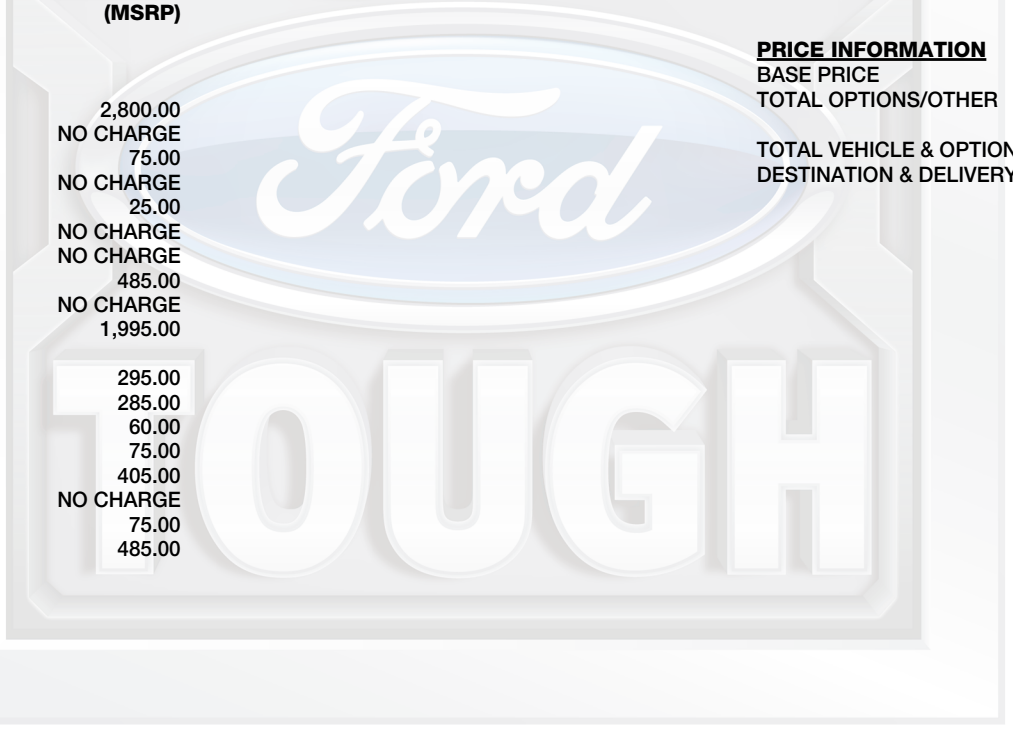 (MSRP)
2,800.00
NO CHARGE
75.00
NO CHARGE
25.00
NO CHARGE
NO CHARGE
485.00
NO CHARGE
1,995.00
295.00
285.00
60.00
75.00
405.00
NO CHARGE
75.00
485.00
PRICE INFORMATION
BASE PRICE
TOTAL OPTIONS/OTHER
TOTAL VEHICLE & OPTION
DESTINATION & DELIVERY
Ford
TOUGH